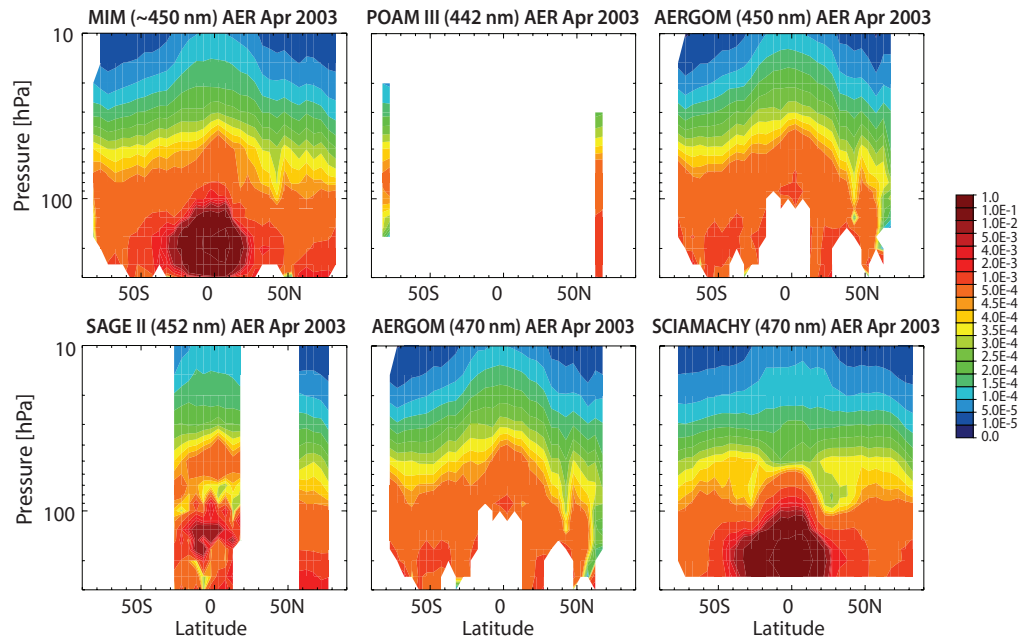 MIM (~450 nm) AER Apr 2003
POAM III (442 nm) AER Apr 2003
AERGOM (450 nm) AER Apr 2003
10
Pressure [hPa]
100
50S 0 50N
50S 0 50N
50S 0 50N
SAGE II (452 nm) AER Apr 2003
AERGOM (470 nm) AER Apr 2003
SCIAMACHY (470 nm) AER Apr 2003
10
Pressure [hPa]
100
50S 0 50N
50S 0 50N
50S 0 50N
Latitude
Latitude
Latitude
1.0
1.0E-1
1.0E-2
5.0E-3
4.0E-3
2.0E-3
1.0E-3
5.0E-4
4.5E-4
4.0E-4
3.5E-4
2.5E-4
2.0E-4
1.5E-4
1.0E-4
5.0E-5
1.0E-5
0.0